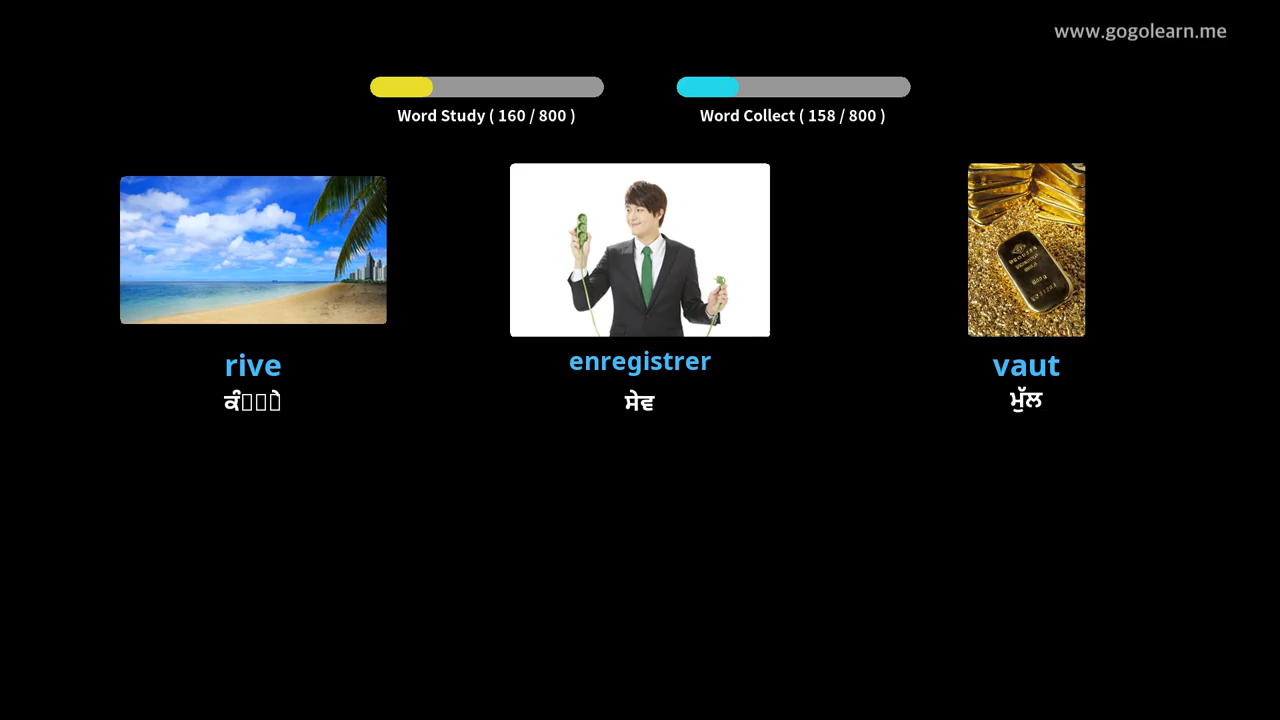 www.gogolearn.me
Word Study ( 160 / 800 )
Word Collect ( 158 / 800 )
rive
enregistrer
vaut
ਸੇਵ
ਮੁੱਲ